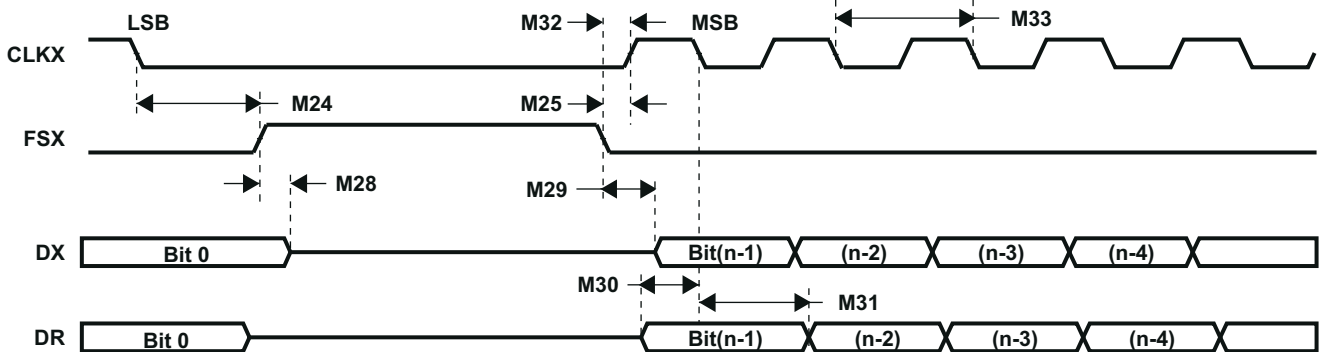 LSB M32 MSB M33
CLKX
M24 M25
FSX
M28 M29
DX Bit 0 Bit(n-1) (n-2) (n-3) (n-4)
M30 M31
DR Bit 0 Bit(n-1) (n-2) (n-3) (n-4)